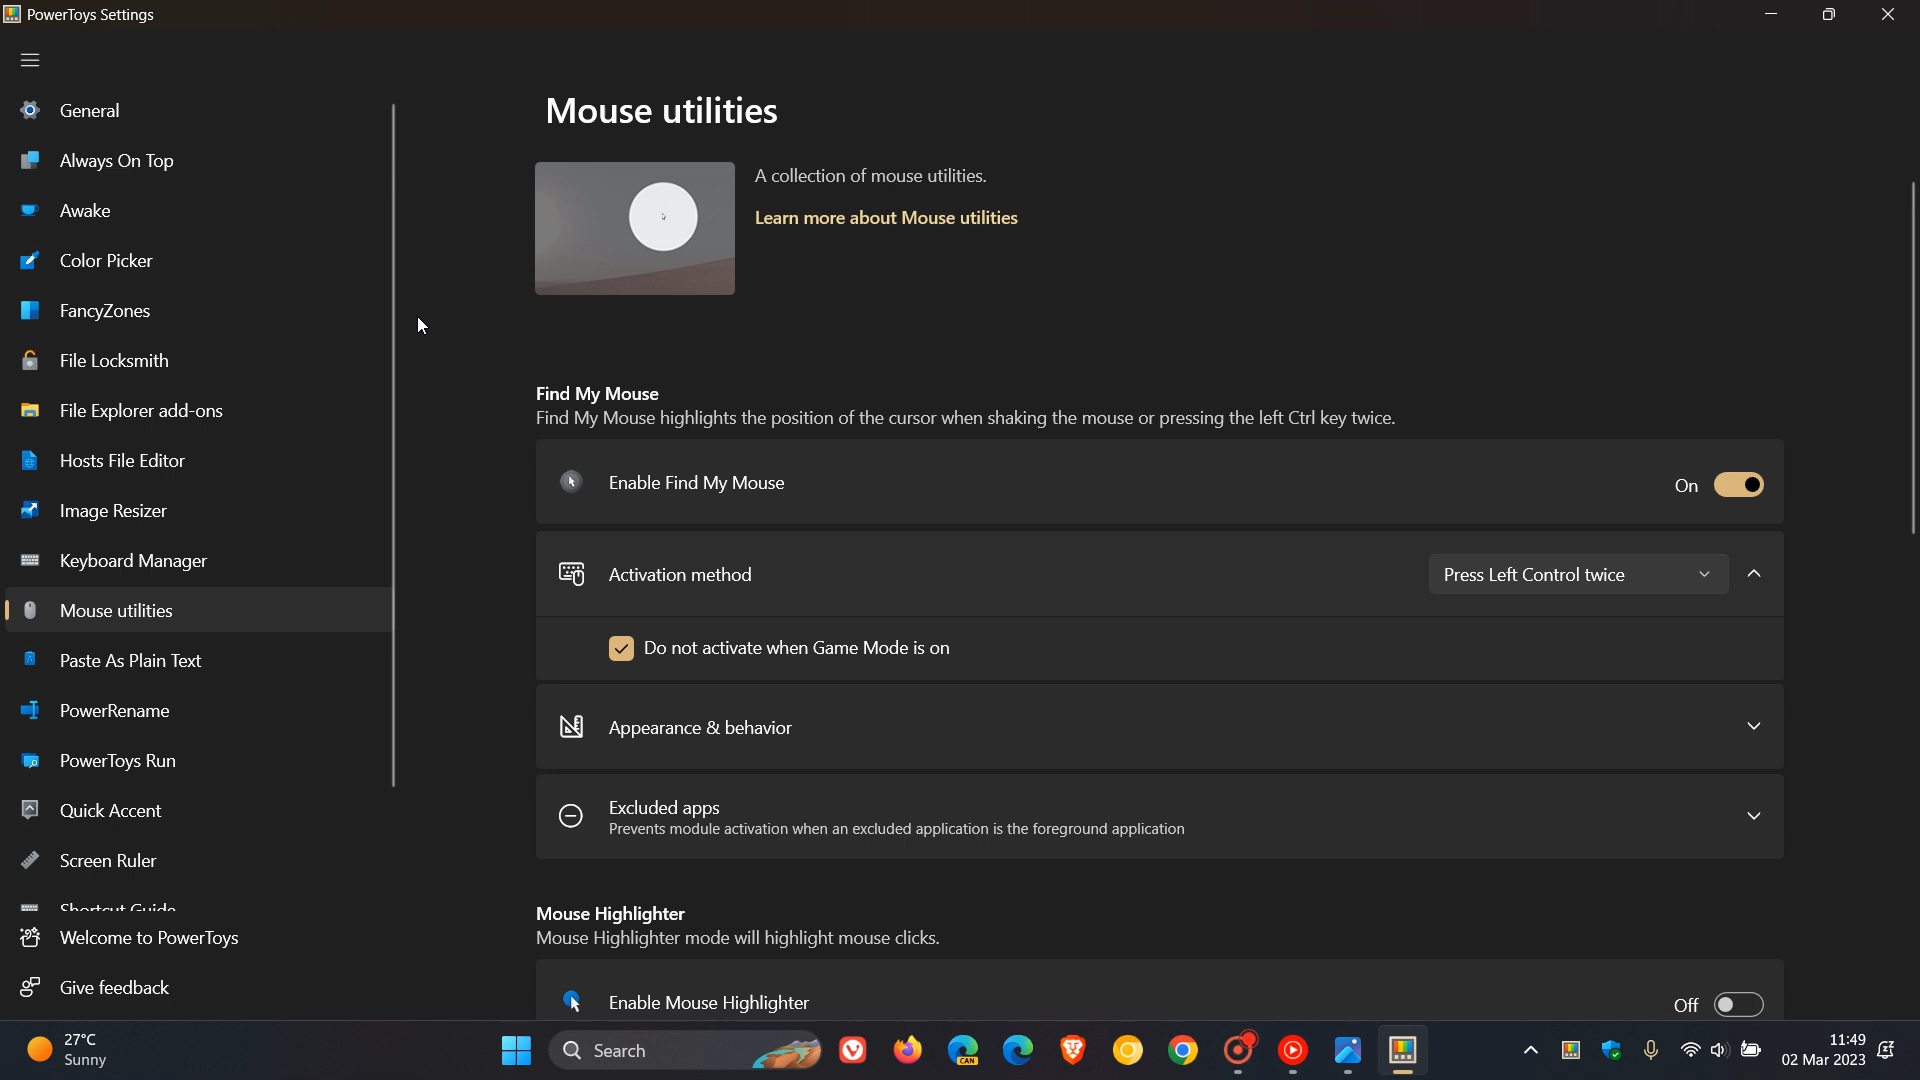 PowerToys Settings
General
Always On Top
Awake
Color Picker
FancyZones
File Locksmith
File Explorer add-ons
Hosts File Editor
Image Resizer
Keyboard Manager
Mouse utilities
Paste As Plain Text
PowerRename
PowerToys Run
Quick Accent
Screen Ruler
Shortcut Guide
Welcome to PowerToys
Give feedback
Mouse utilities
A collection of mouse utilities.
Learn more about Mouse utilities
Find My Mouse
Find My Mouse highlights the position of the cursor when shaking the mouse or pressing the left Ctrl key twice.
Enable Find My Mouse
On
Activation method
Press Left Control twice
Do not activate when Game Mode is on
Appearance & behavior
Excluded apps
Prevents module activation when an excluded application is the foreground application
Mouse Highlighter
Mouse Highlighter mode will highlight mouse clicks.
Enable Mouse Highlighter
Off
27°C
Sunny
Search
CAN
11:49
02 Mar 2023